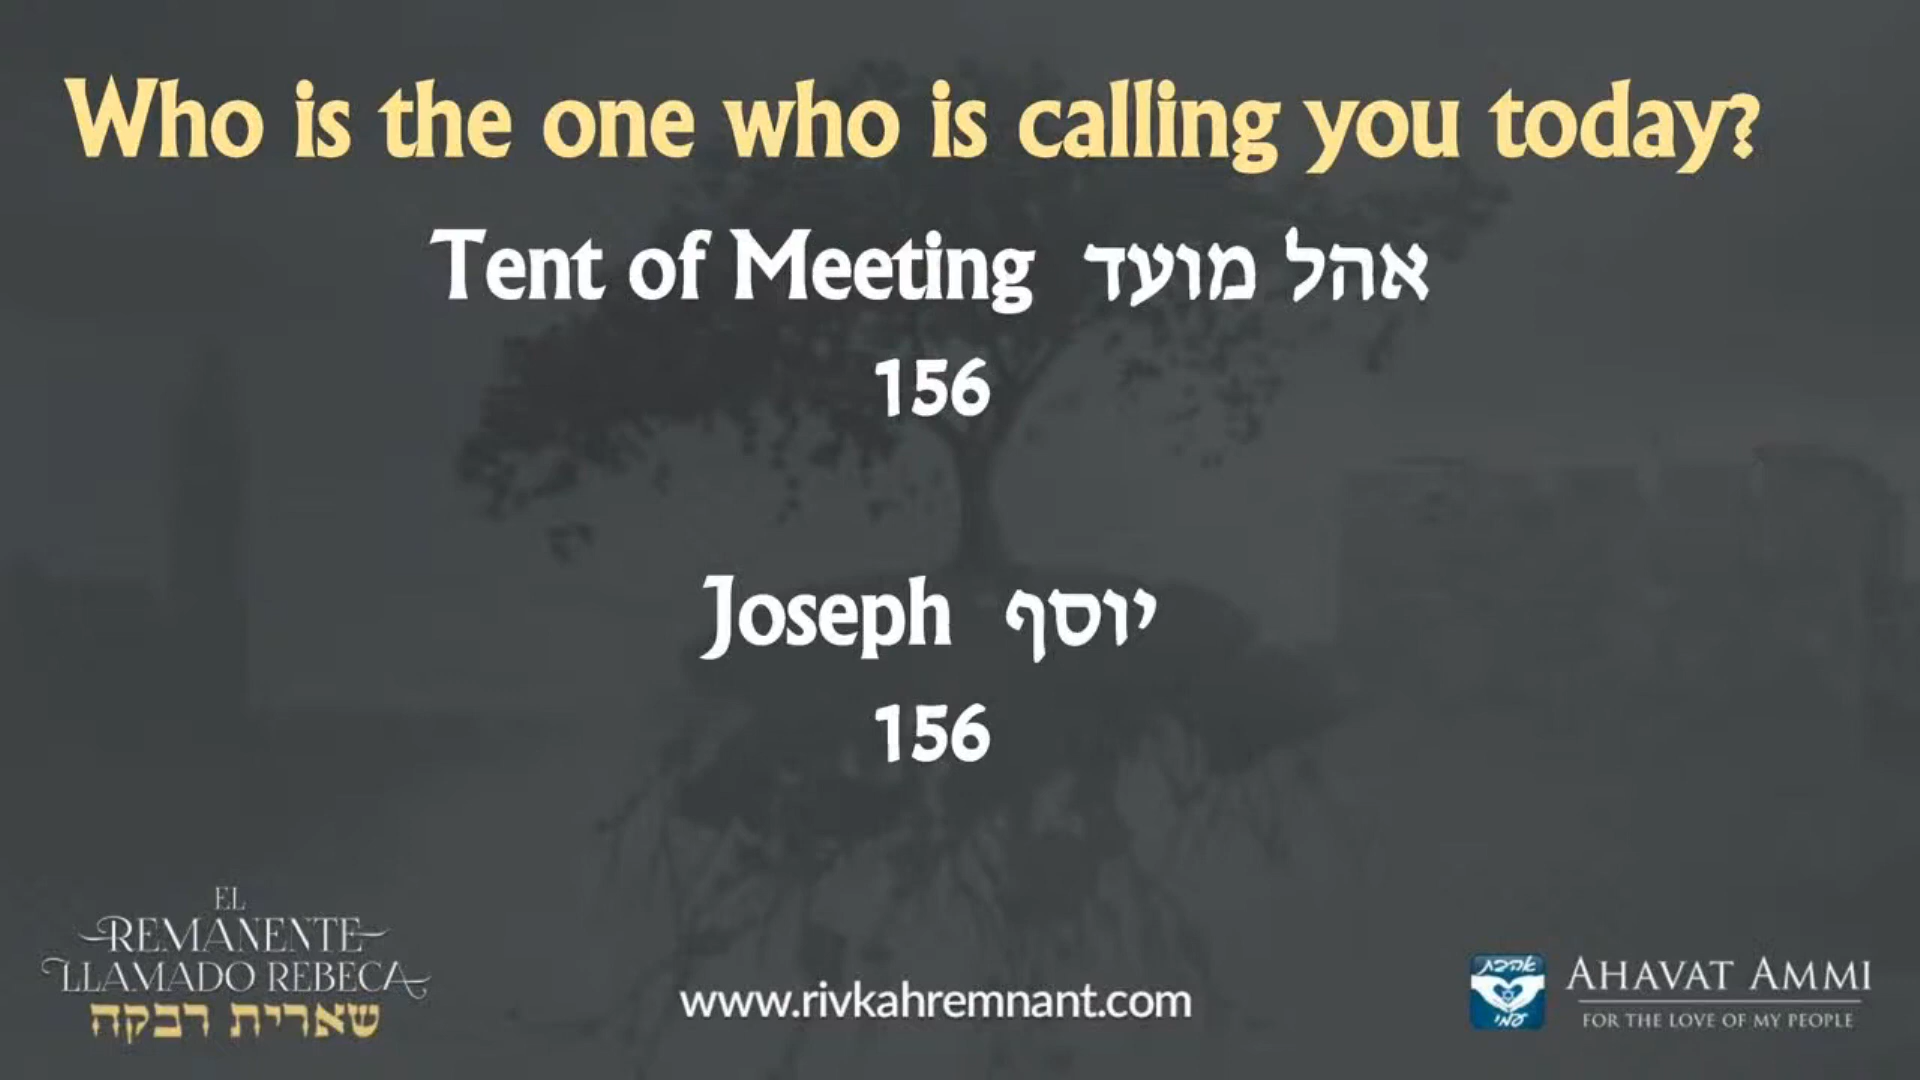 Who is the one who is calling you today?
Tent of Meeting אהל מועד
156
Joseph יוסף
156
EL
REMANENTE
LLAMADO REBECA
שארית רבקה
www.rivkahremnant.com
אהבת
עמי
AHAVAT AMMI
FOR THE LOVE OF MY PEOPLE